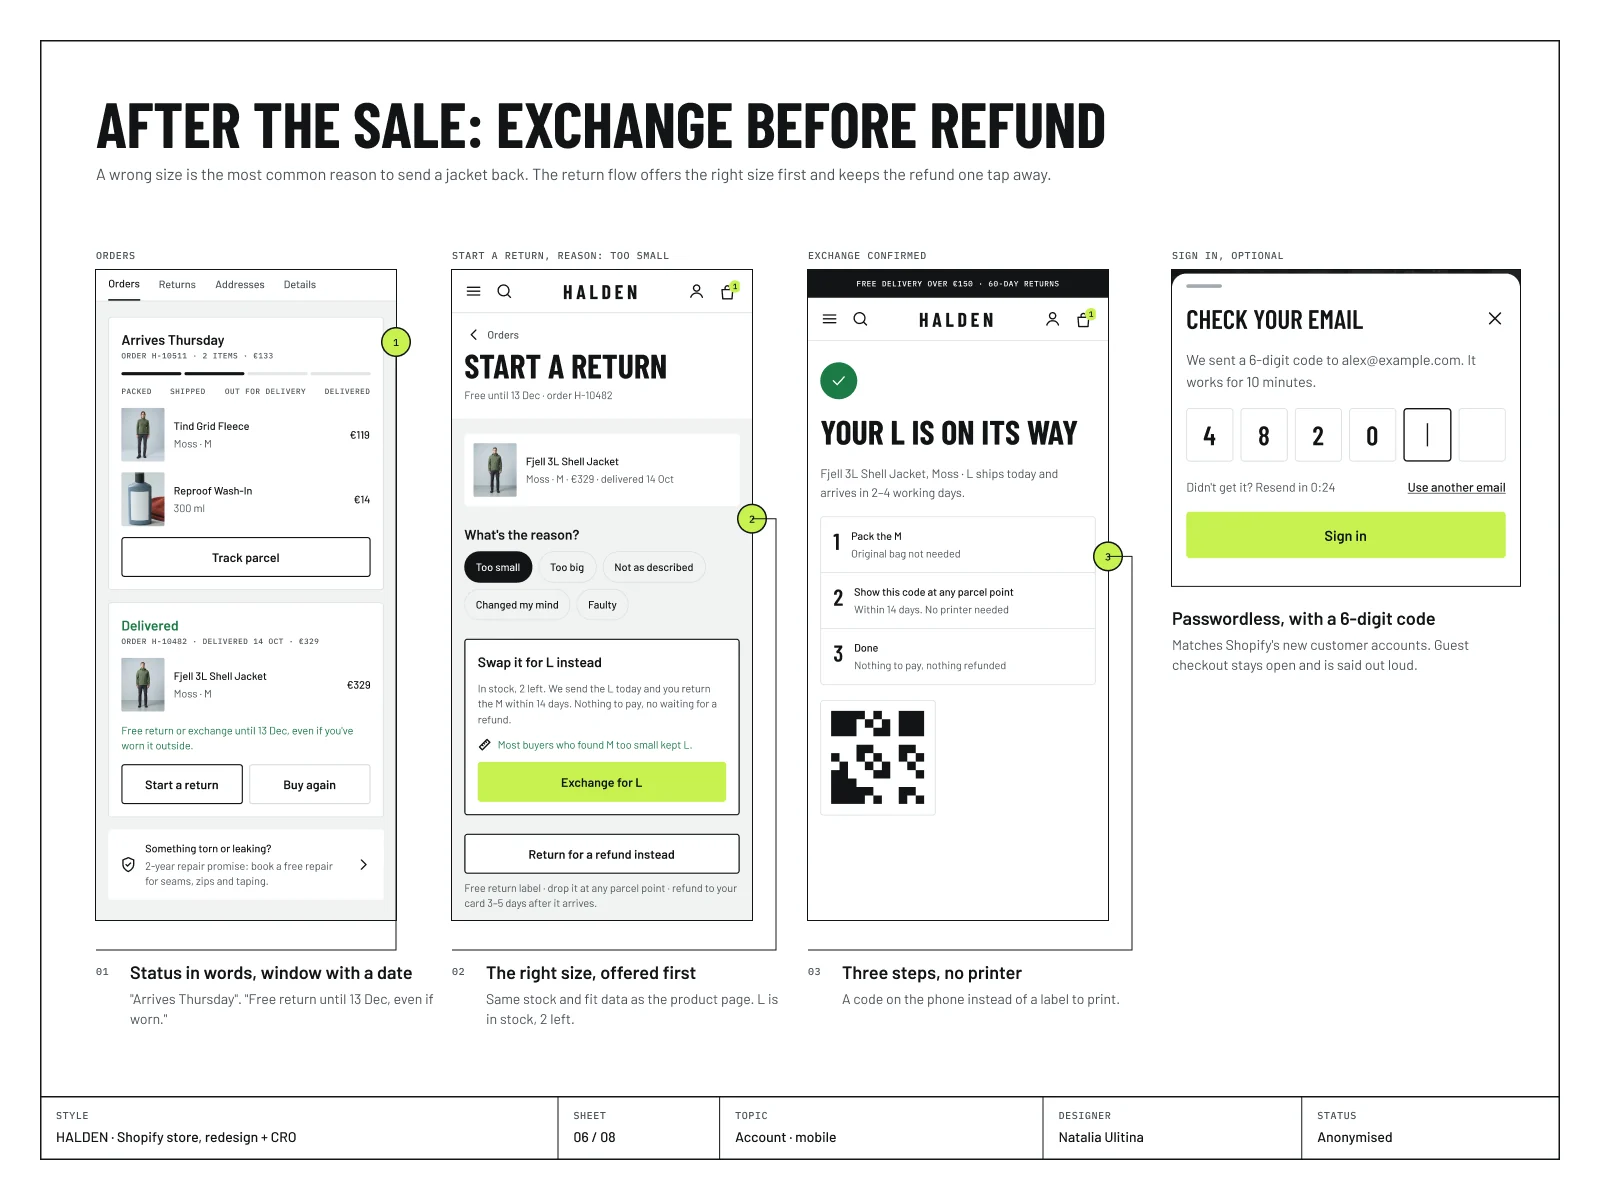 AFTER THE SALE: EXCHANGE BEFORE REFUND
A wrong size is the most common reason to send a jacket back. The return flow offers the right size first and keeps the refund one tap away.
ORDERS
Orders Returns Addresses Details
Arrives Thursday
ORDER H-10511 · 2 ITEMS · €133
PACKED SHIPPED OUT FOR DELIVERY DELIVERED
Tind Grid Fleece
Moss · M
€119
Reproof Wash-In
300 ml
€14
Track parcel
Delivered
ORDER H-10482 · DELIVERED 14 OCT · €329
Fjell 3L Shell Jacket
Moss · M
€329
Free return or exchange until 13 Dec, even if you've
worn it outside.
Start a return
Buy again
Something torn or leaking?
2-year repair promise: book a free repair
for seams, zips and taping.
1
01
Status in words, window with a date
"Arrives Thursday". "Free return until 13 Dec, even if
worn."
START A RETURN, REASON: TOO SMALL
HALDEN
1
Orders
START A RETURN
Free until 13 Dec · order H-10482
Fjell 3L Shell Jacket
Moss · M · €329 · delivered 14 Oct
2
What's the reason?
Too small Too big Not as described
Changed my mind Faulty
Swap it for L instead
In stock, 2 left. We send the L today and you return
the M within 14 days. Nothing to pay, no waiting for a
refund.
Most buyers who found M too small kept L.
Exchange for L
Return for a refund instead
Free return label · drop it at any parcel point · refund to your
card 3–5 days after it arrives.
02
The right size, offered first
Same stock and fit data as the product page. L is
in stock, 2 left.
EXCHANGE CONFIRMED
FREE DELIVERY OVER €150 · 60-DAY RETURNS
HALDEN
1
YOUR L IS ON ITS WAY
Fjell 3L Shell Jacket, Moss · L ships today and
arrives in 2–4 working days.
1
Pack the M
Original bag not needed
3
2
Show this code at any parcel point
Within 14 days. No printer needed
3
Done
Nothing to pay, nothing refunded
03
Three steps, no printer
A code on the phone instead of a label to print.
SIGN IN, OPTIONAL
CHECK YOUR EMAIL
We sent a 6-digit code to alex@example.com. It
works for 10 minutes.
4 8 2 0
Didn't get it? Resend in 0:24
Use another email
Sign in
Passwordless, with a 6-digit code
Matches Shopify's new customer accounts. Guest
checkout stays open and is said out loud.
STYLE
HALDEN · Shopify store, redesign + CRO
SHEET
06 / 08
TOPIC
Account · mobile
DESIGNER
Natalia Ulitina
STATUS
Anonymised